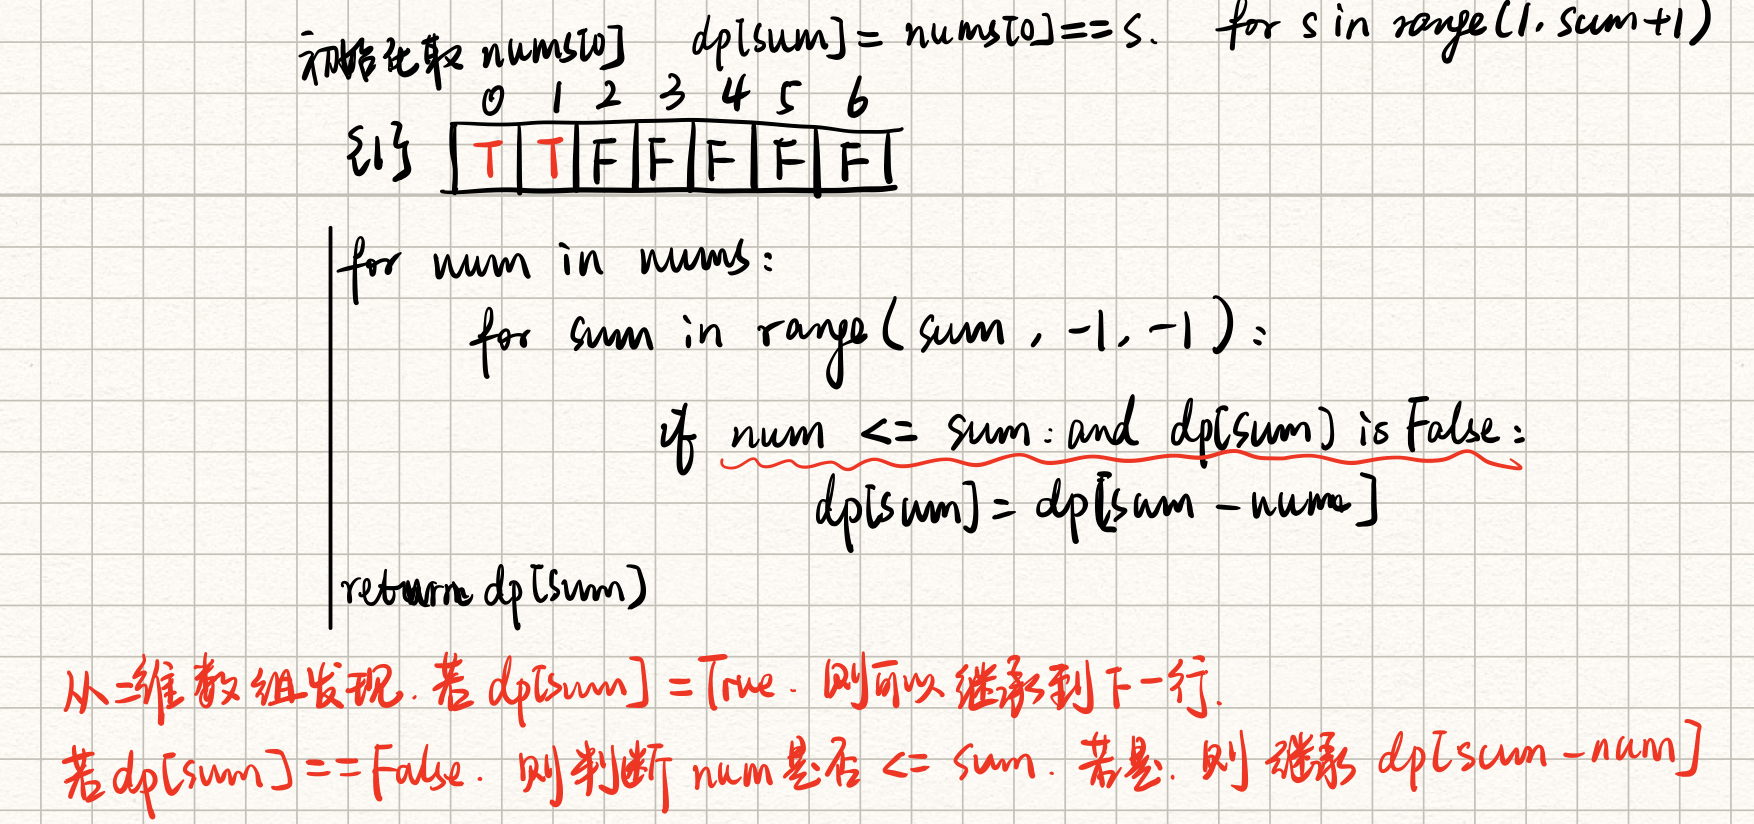 初始化取 nums[0] dp[sum] = nums[0]==s. for s in range(1, sum+1)
0 1 2 3 4 5 6
{1} T T F F F F F
for num in nums:
for sum in range(sum, -1, -1):
if num <= sum: and dp[sum] is False:
dp[sum] = dp[sum - num]
return dp[sum]
从二维数组发现. 若 dp[sum] = True. 则可以继承到下一行.
若 dp[sum] == False. 则判断 num 是否 <= sum. 若是. 则 继承 dp[sum - num]